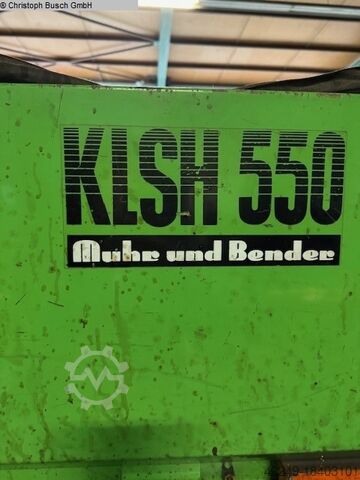 © Christoph Busch GmbH
KLSH 550
Muhr und Bender